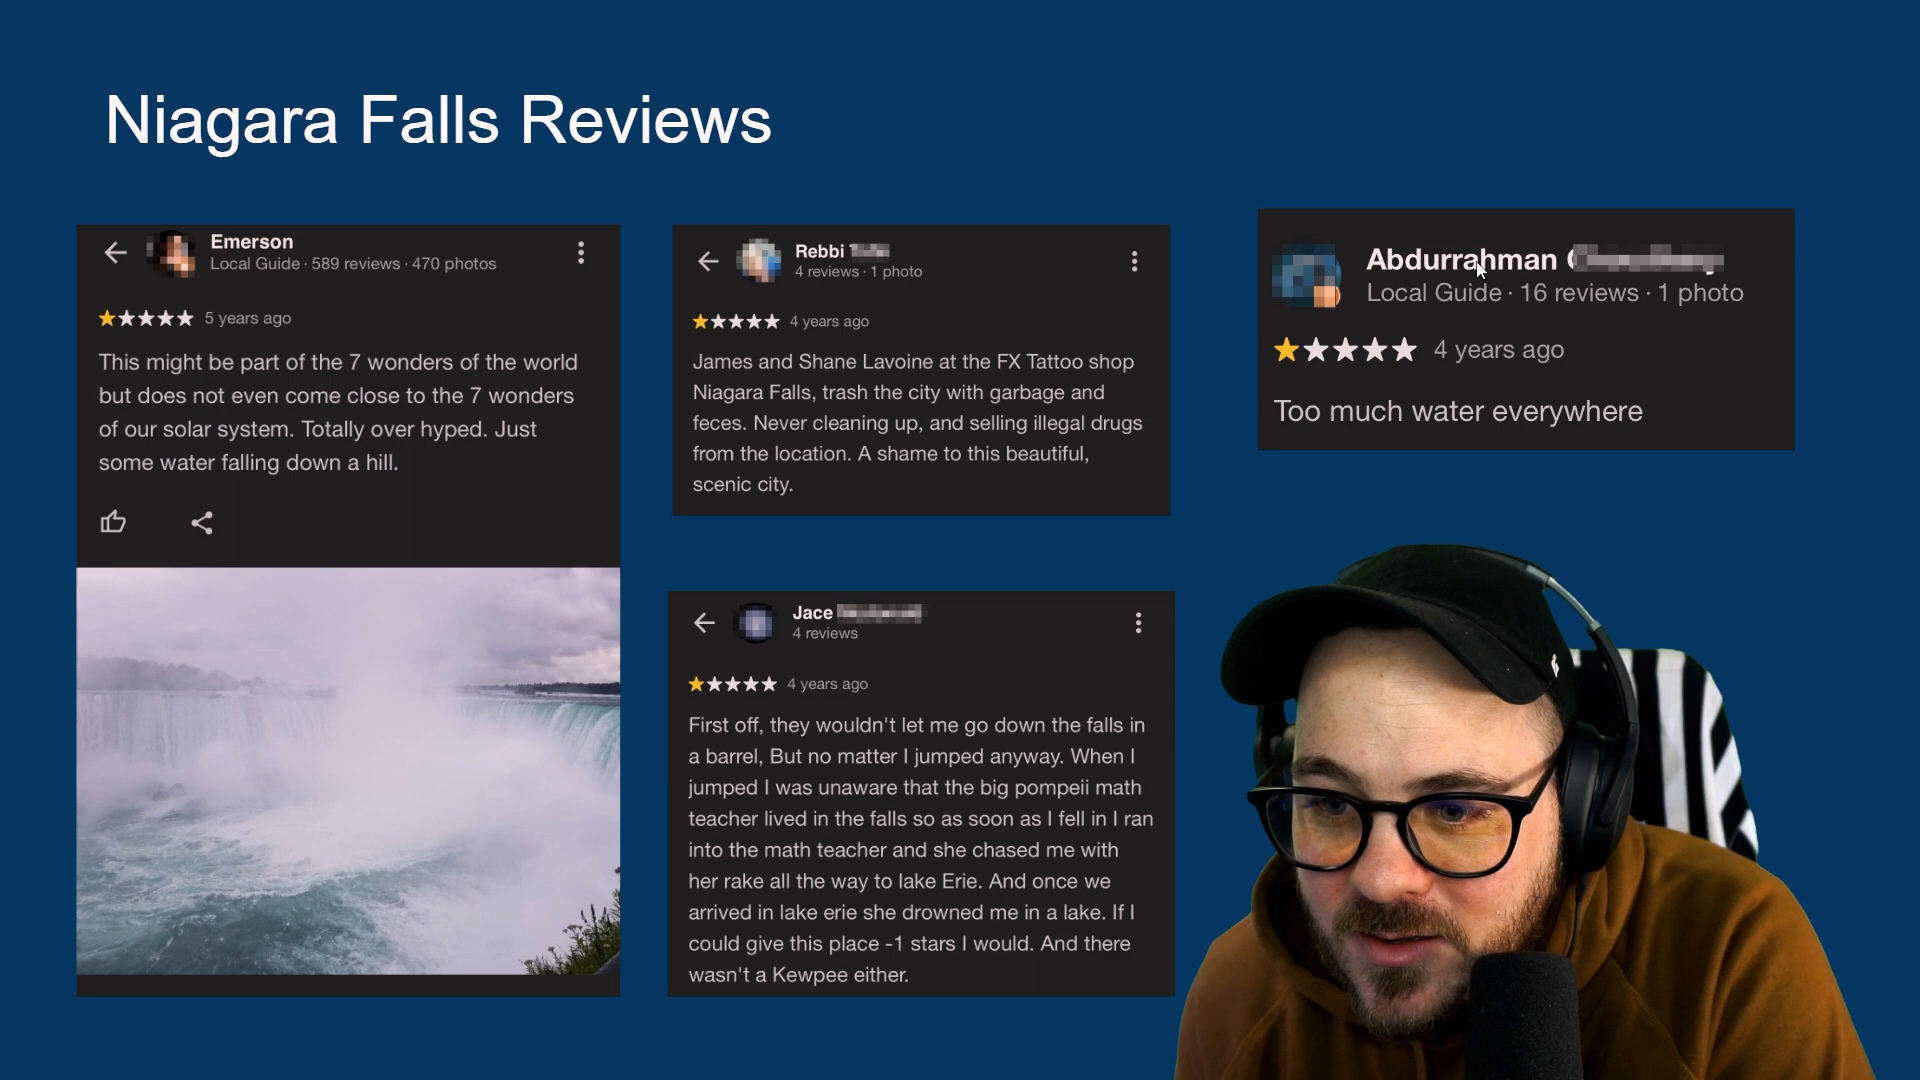 Niagara Falls Reviews
Emerson
Local Guide · 589 reviews · 470 photos
5 years ago
This might be part of the 7 wonders of the world
but does not even come close to the 7 wonders
of our solar system. Totally over hyped. Just
some water falling down a hill.
Rebbi
4 reviews · 1 photo
4 years ago
James and Shane Lavoine at the FX Tattoo shop
Niagara Falls, trash the city with garbage and
feces. Never cleaning up, and selling illegal drugs
from the location. A shame to this beautiful,
scenic city.
Jace
4 reviews
4 years ago
First off, they wouldn't let me go down the falls in
a barrel, But no matter I jumped anyway. When I
jumped I was unaware that the big pompeii math
teacher lived in the falls so as soon as I fell in I ran
into the math teacher and she chased me with
her rake all the way to lake Erie. And once we
arrived in lake erie she drowned me in a lake. If I
could give this place -1 stars I would. And there
wasn't a Kewpee either.
Abdurrahman
Local Guide · 16 reviews · 1 photo
4 years ago
Too much water everywhere